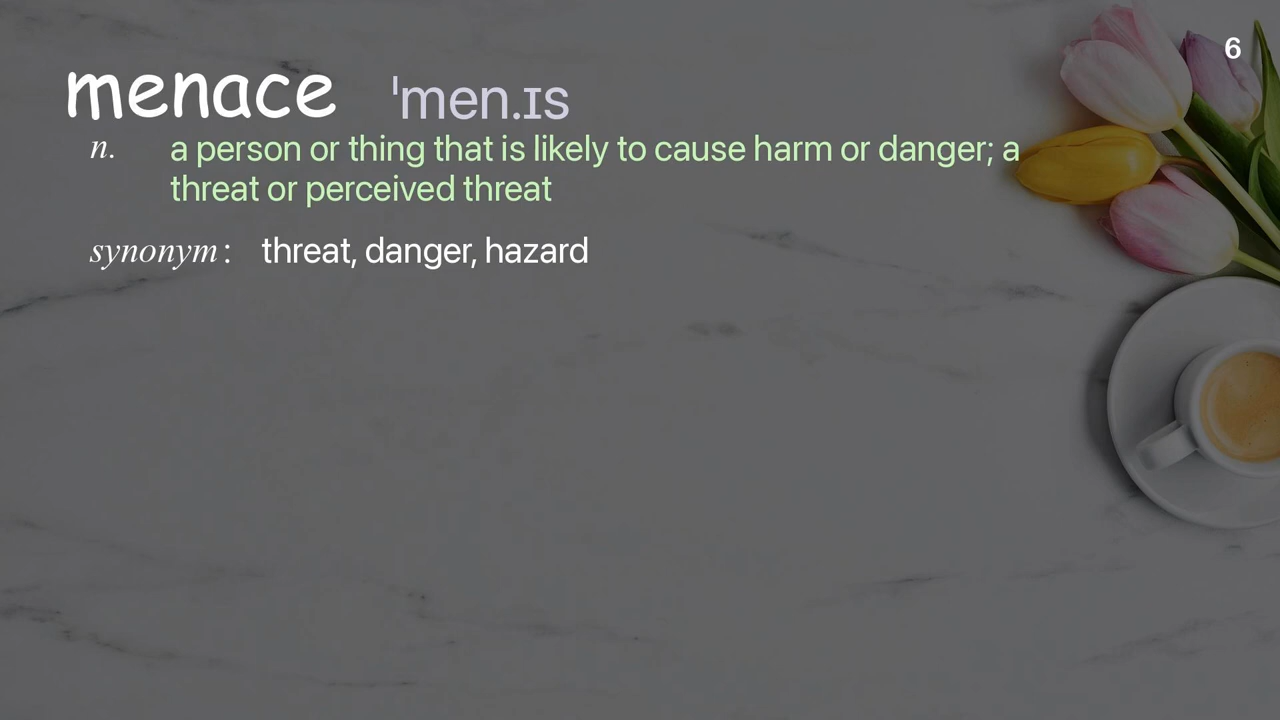 6
menace ˈmen.ɪs
n. a person or thing that is likely to cause harm or danger; a
threat or perceived threat
synonym: threat, danger, hazard